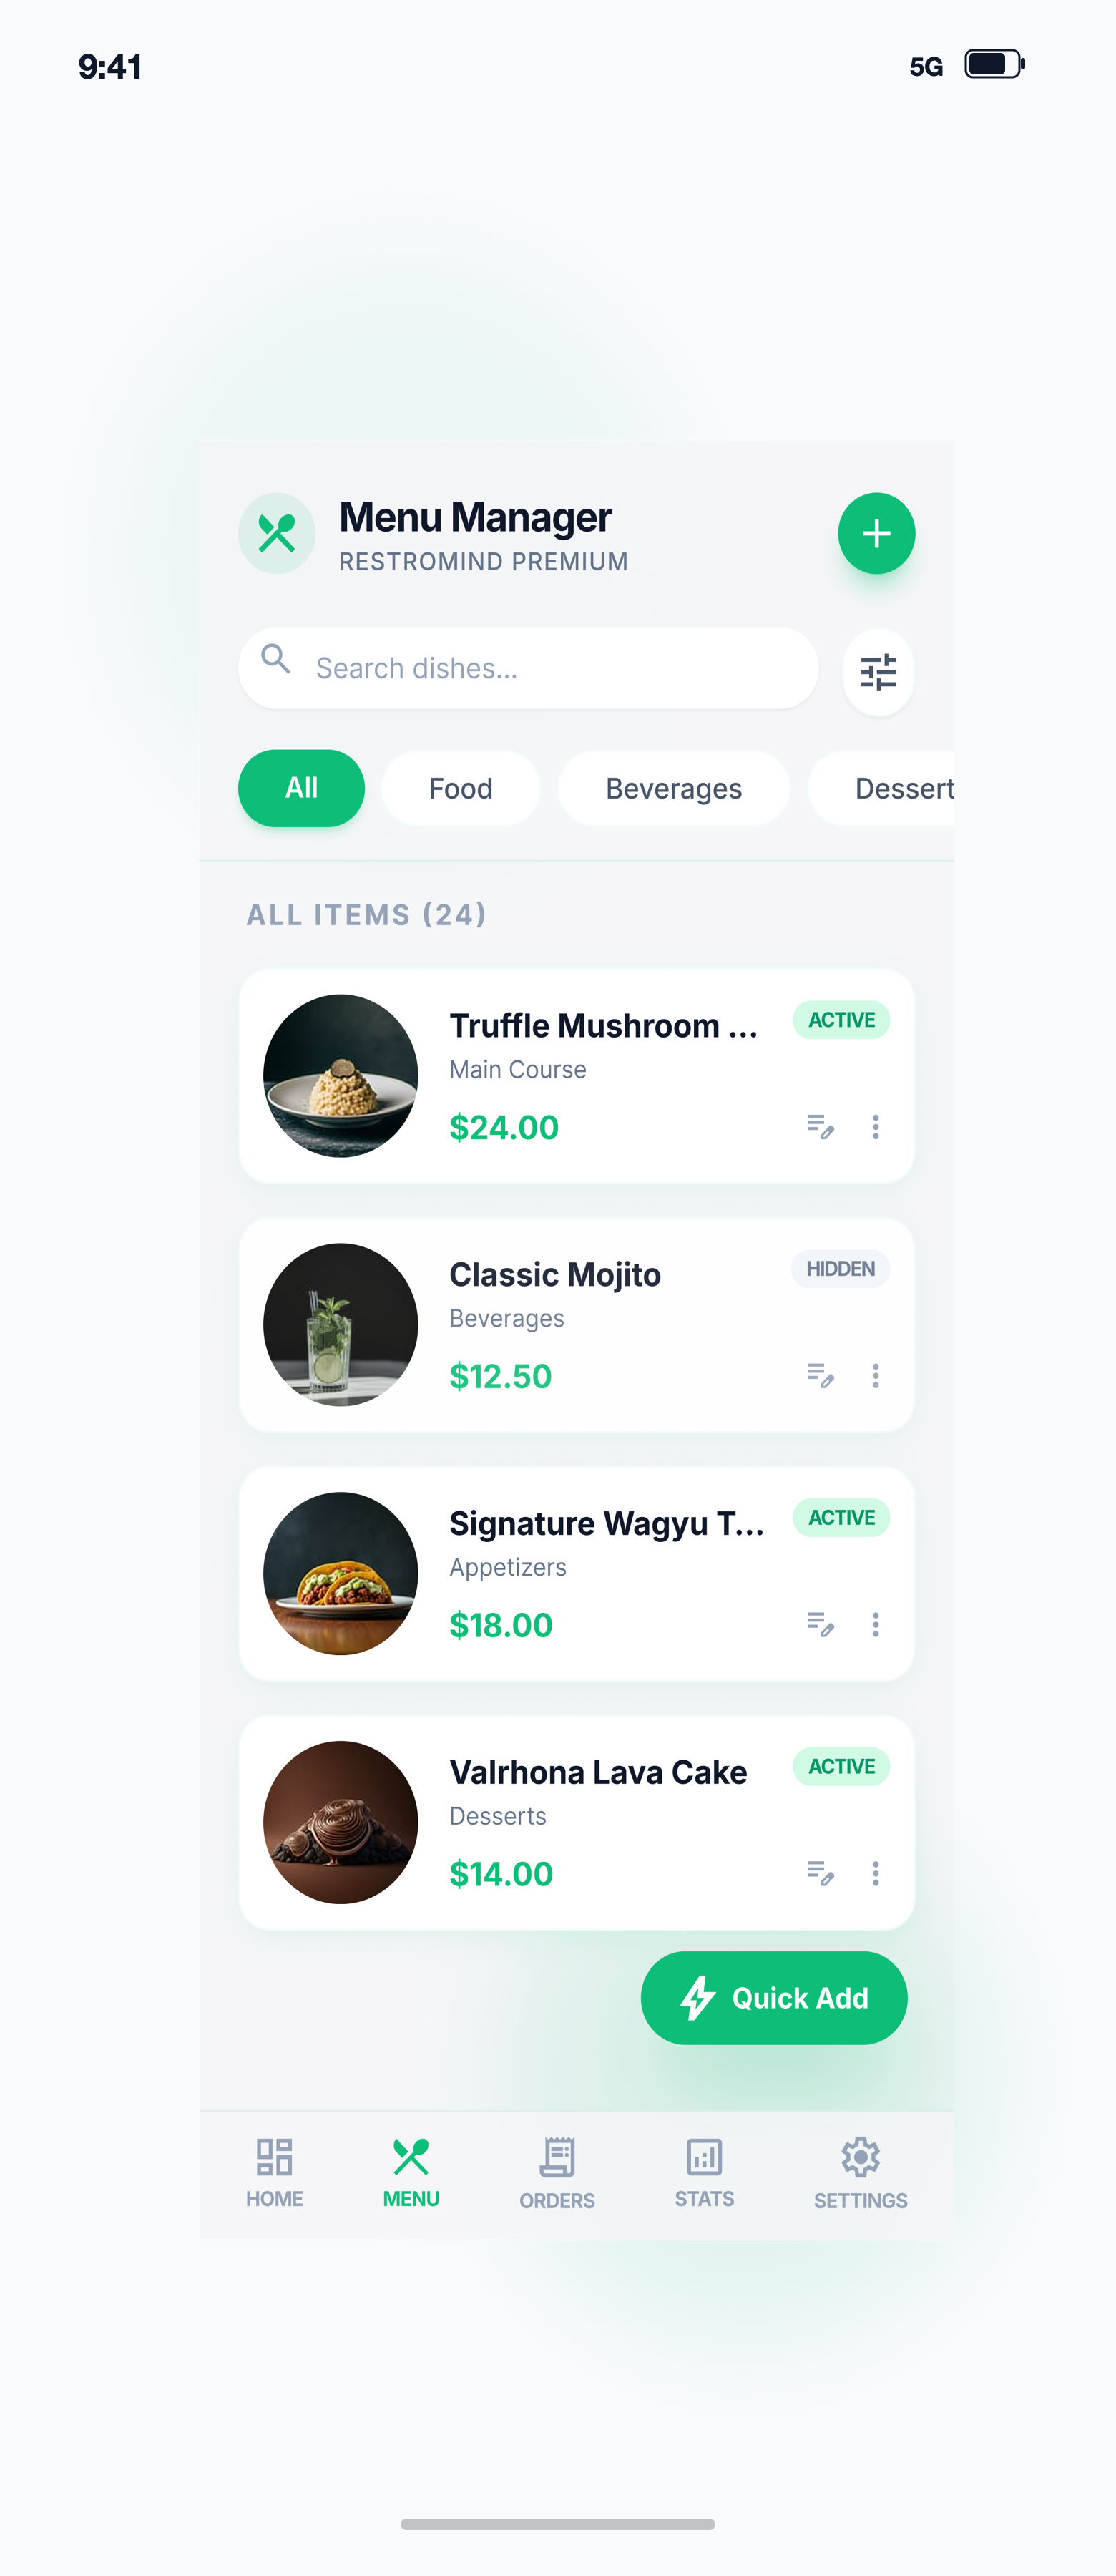 9:41
5G
Menu Manager
RESTROMIND PREMIUM
Search dishes...
All
Food
Beverages
Dessert
ALL ITEMS (24)
Truffle Mushroom ...
ACTIVE
Main Course
$24.00
Classic Mojito
HIDDEN
Beverages
$12.50
Signature Wagyu T...
ACTIVE
Appetizers
$18.00
Valrhona Lava Cake
ACTIVE
Desserts
$14.00
Quick Add
HOME
MENU
ORDERS
STATS
SETTINGS